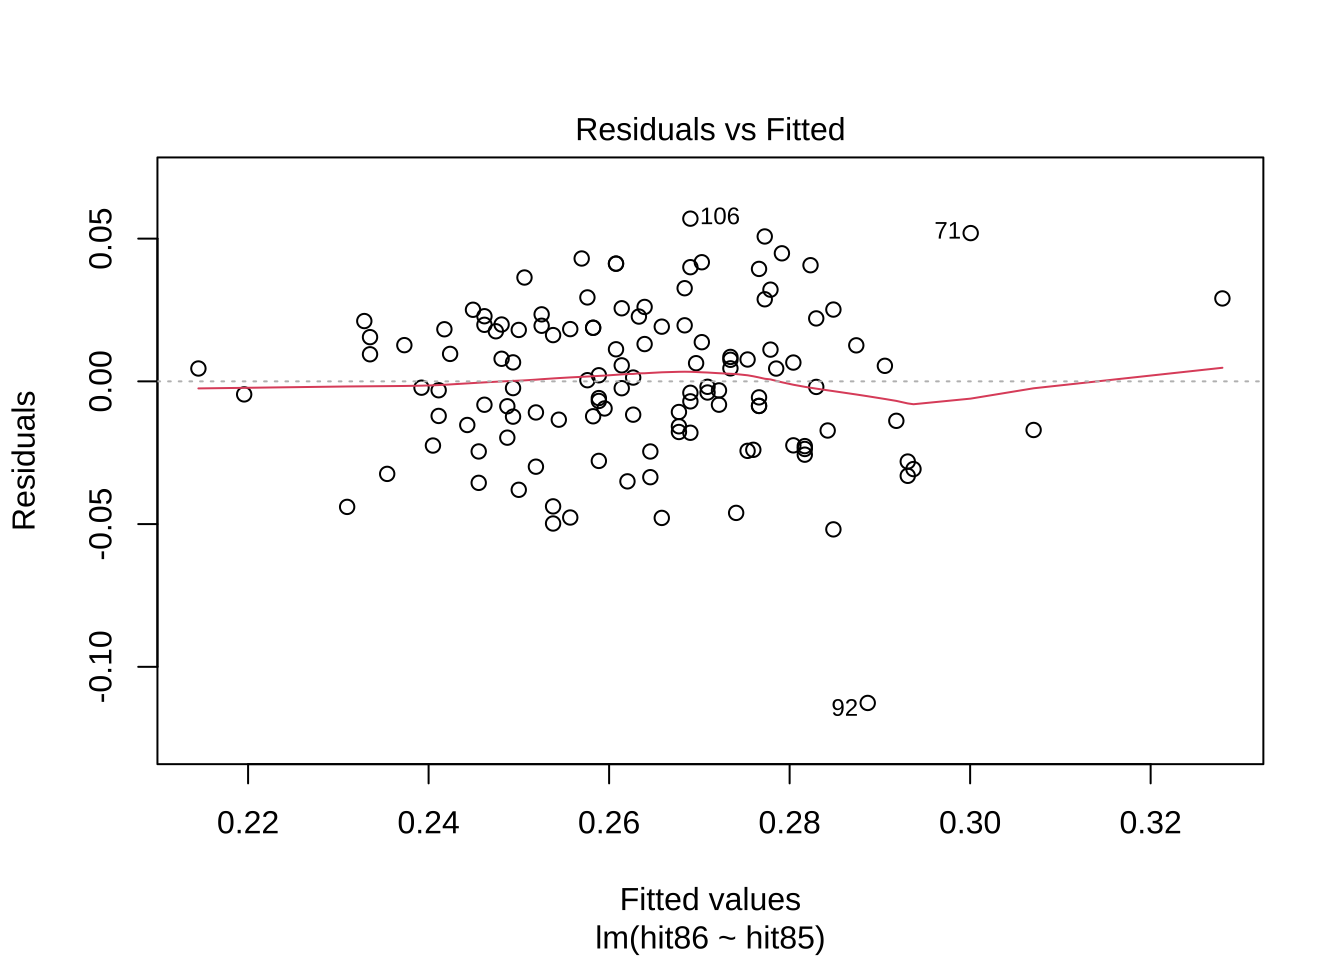 Residuals vs Fitted
0.05
0.00
-0.05
-0.10
Residuals
106
71
92
0.22 0.24 0.26 0.28 0.30 0.32
Fitted values
lm(hit86 ~ hit85)